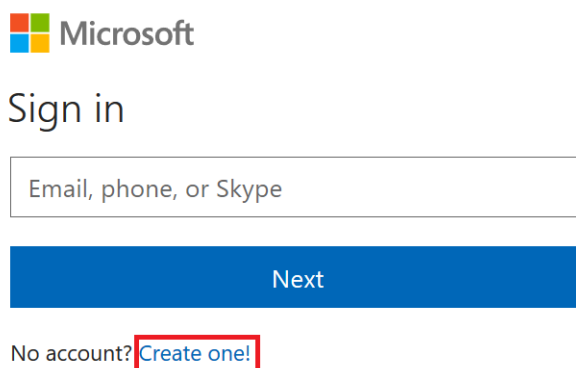 Microsoft
Sign in
Email, phone, or Skype
Next
No account? Create one!